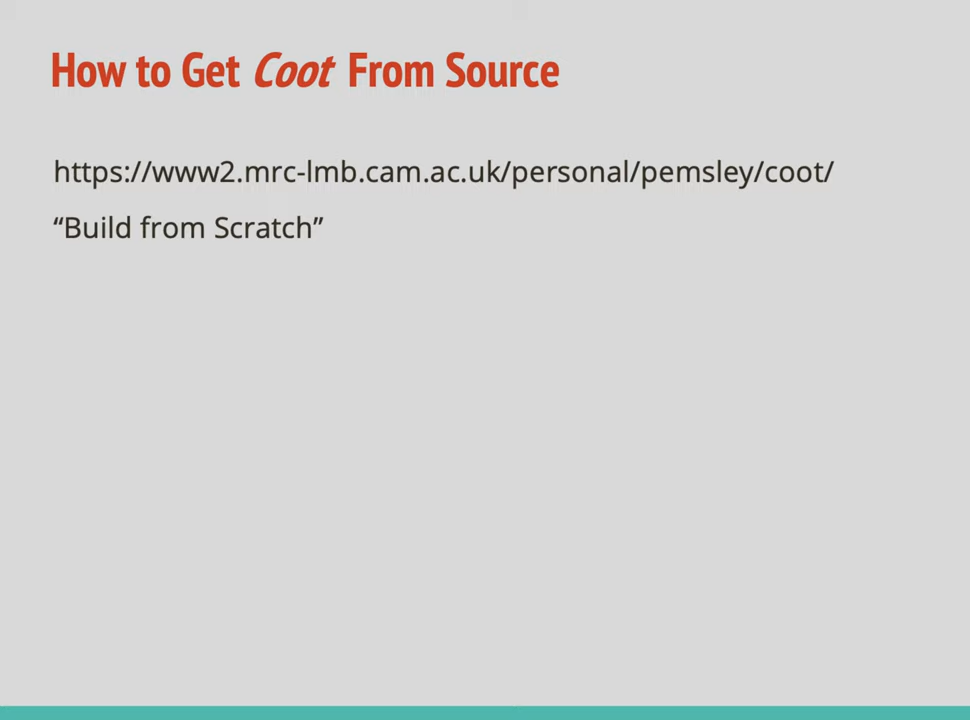 How to Get Coot From Source
https://www2.mrc-lmb.cam.ac.uk/personal/pemsley/coot/
“Build from Scratch”